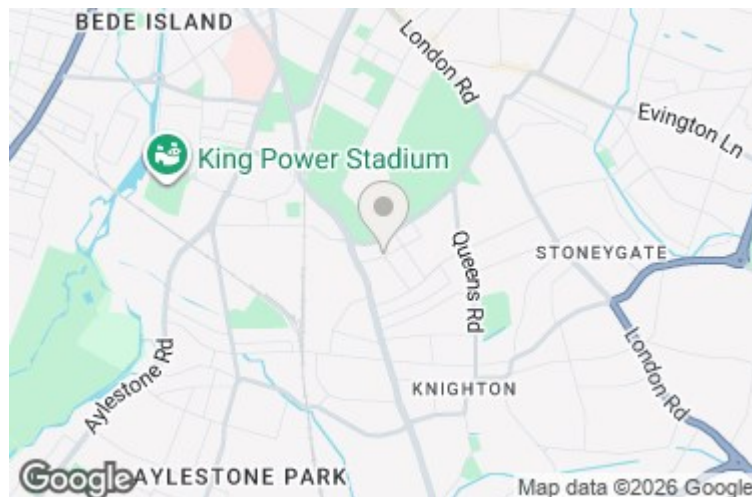 BEDE ISLAND
London Rd
Evington Ln
King Power Stadium
Queens Rd
STONEYGATE
Aylestone Rd
London Rd
KNIGHTON
AYLESTONE PARK
Google
Map data ©2026 Google